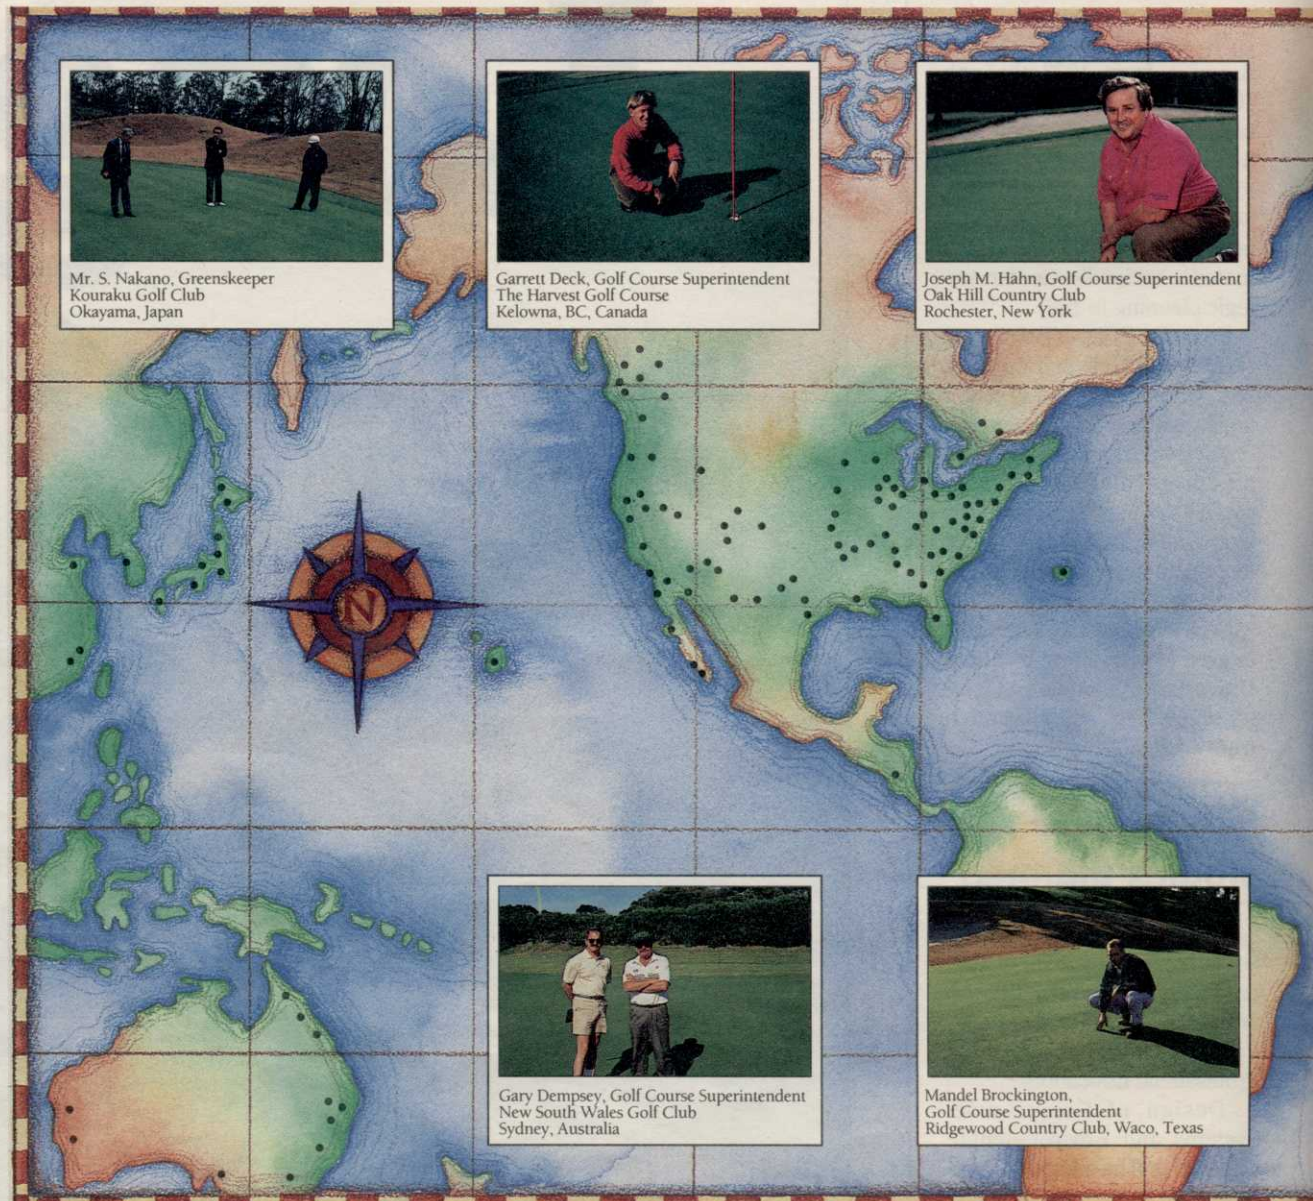 Mr. S. Nakano, Greenskeeper
Kouraku Golf Club
Okayama, Japan
Garrett Deck, Golf Course Superintendent
The Harvest Golf Course
Kelowna, BC, Canada
Joseph M. Hahn, Golf Course Superintendent
Oak Hill Country Club
Rochester, New York
N
Gary Dempsey, Golf Course Superintendent
New South Wales Golf Club
Sydney, Australia
Mandel Brockington,
Golf Course Superintendent
Ridgewood Country Club, Waco, Texas